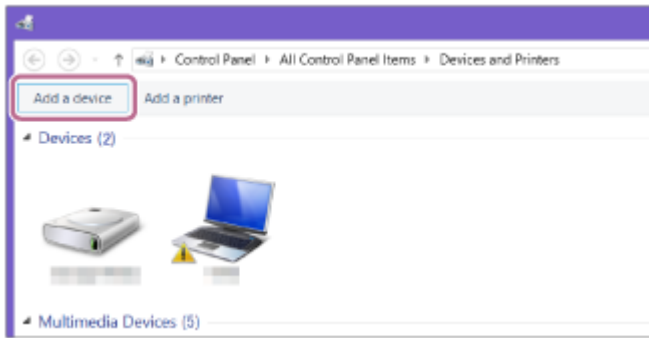 Control Panel All Control Panel Items Devices and Printers
Add a device Add a printer
Devices (2)
Multimedia Devices (5)